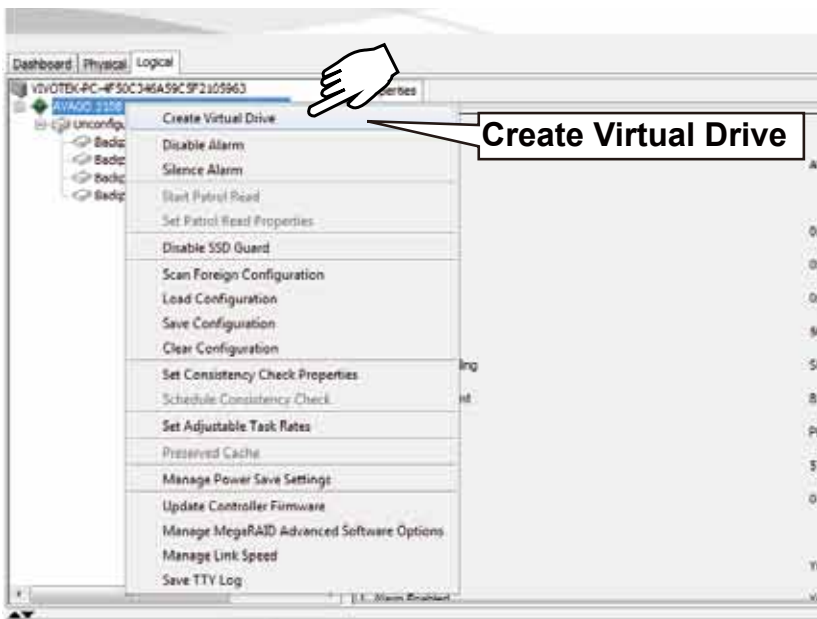 Dashboard Physical Logical
VIVOTEK-PC-4F50C346A59C5F2105963
AVAGO
Create Virtual Drive
Create Virtual Drive
Disable Alarm
Silence Alarm
Start Patrol Read
Set Patrol Read Properties
Disable SSD Guard
Scan Foreign Configuration
Load Configuration
Save Configuration
Clear Configuration
Set Consistency Check Properties
Schedule Consistency Check
Set Adjustable Task Rates
Preserved Cache
Manage Power Save Settings
Update Controller Firmware
Manage MegaRAID Advanced Software Options
Manage Link Speed
Save TTY Log
Alarm Enabled